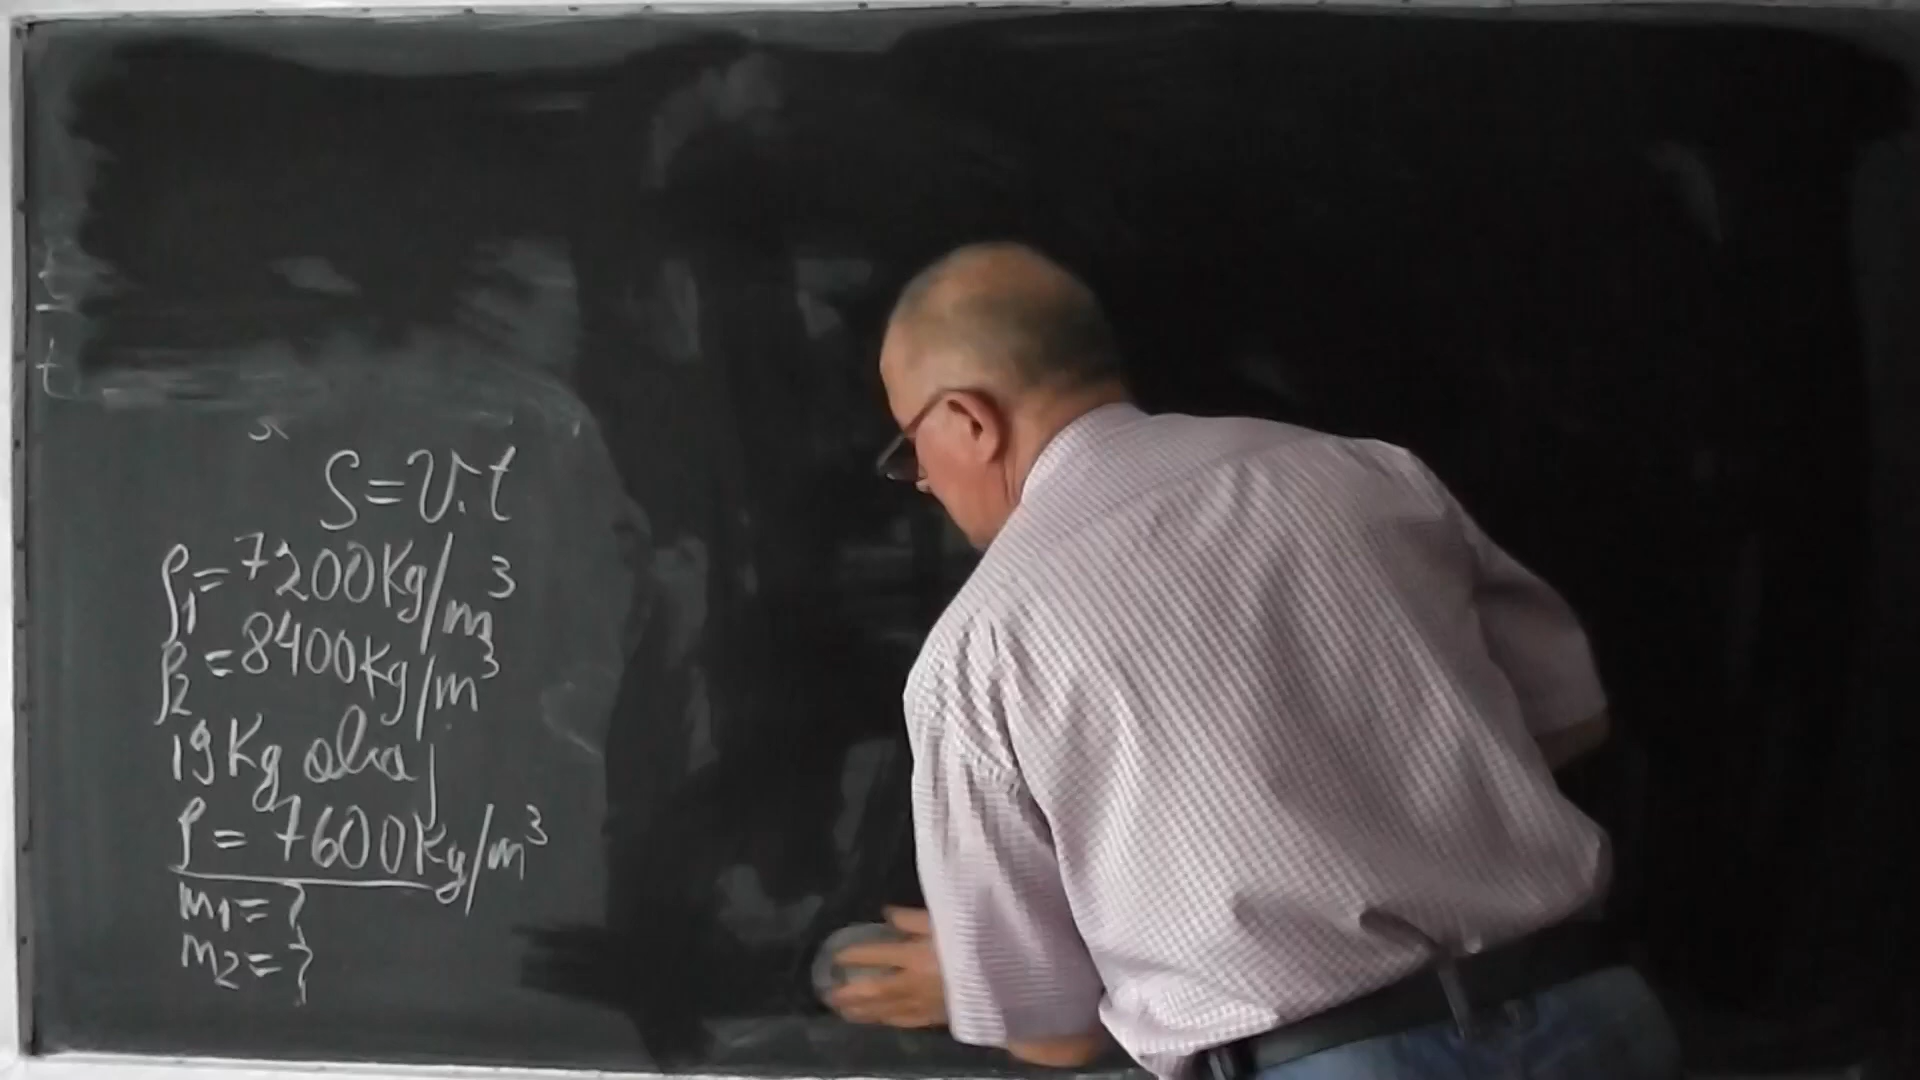 t
t
S=v.t
ρ1=7200Kg/m³
ρ2=8400Kg/m³
19Kg aliaj
ρ=7600Kg/m³
m1=?
m2=?